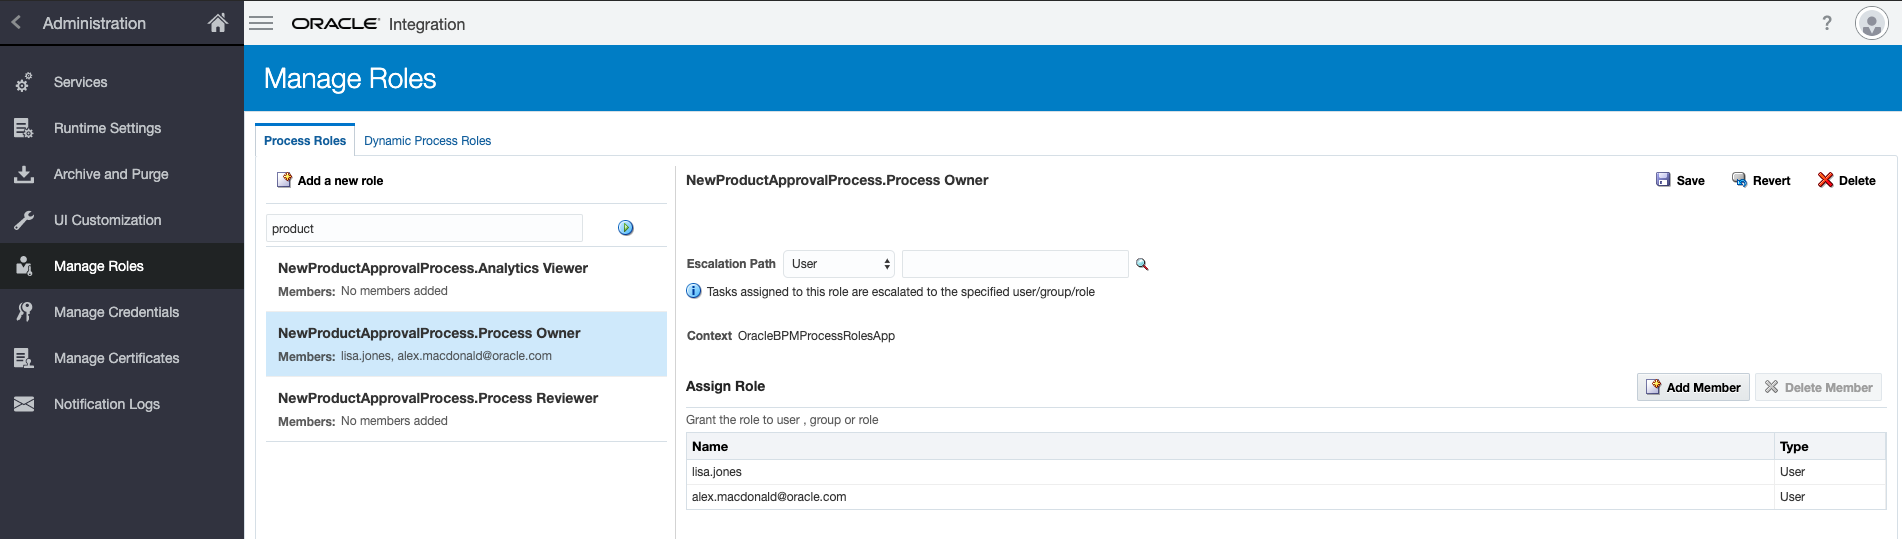 Administration
ORACLE Integration
?
Services
Runtime Settings
Archive and Purge
UI Customization
Manage Roles
Manage Credentials
Manage Certificates
Notification Logs
Manage Roles
Process Roles
Dynamic Process Roles
Add a new role
product
NewProductApprovalProcess.Analytics Viewer
Members: No members added
NewProductApprovalProcess.Process Owner
Members: lisa.jones, alex.macdonald@oracle.com
NewProductApprovalProcess.Process Reviewer
Members: No members added
NewProductApprovalProcess.Process Owner
Save
Revert
Delete
Escalation Path User
Tasks assigned to this role are escalated to the specified user/group/role
Context OracleBPMProcessRolesApp
Assign Role
Add Member
Delete Member
Grant the role to user , group or role
Name Type
lisa.jones User
alex.macdonald@oracle.com User